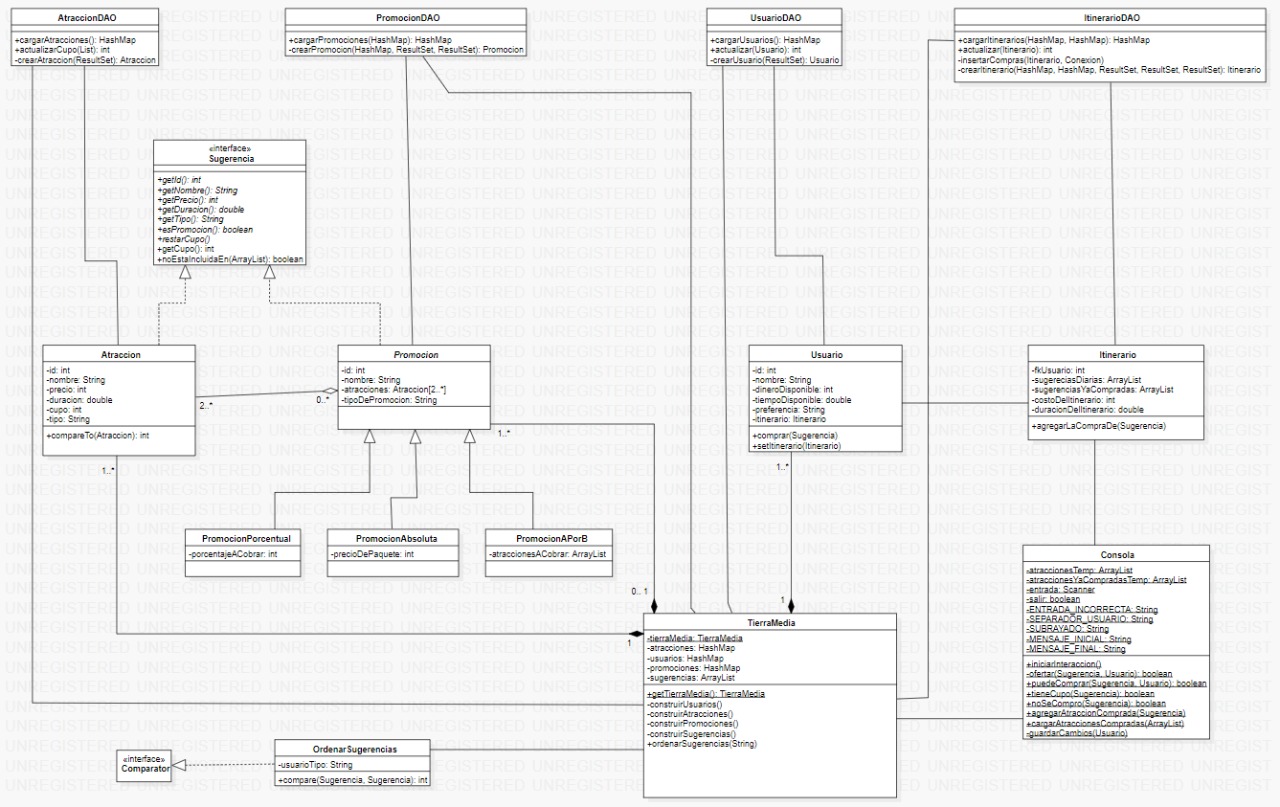 AtraccionDAO
+cargarAtracciones(): HashMap
+actualizarCupo(List): int
-crearAtraccion(ResultSet): Atraccion
PromocionDAO
+cargarPromociones(HashMap): HashMap
-crearPromocion(HashMap, ResultSet, ResultSet): Promocion
UsuarioDAO
+cargarUsuarios(): HashMap
+actualizar(Usuario): int
-crearUsuario(ResultSet): Usuario
ItinerarioDAO
+cargarItinerarios(HashMap, HashMap): HashMap
+actualizar(Itinerario): int
-insertarCompras(Itinerario, Conexion)
-crearItinerario(HashMap, HashMap, ResultSet, ResultSet, ResultSet): Itinerario
«interface»
Sugerencia
+getId(): int
+getNombre(): String
+getPrecio(): int
+getDuracion(): double
+getTipo(): String
+esPromocion(): boolean
+restarCupo()
+getCupo(): int
+noEstaIncluidaEn(ArrayList): boolean
Atraccion
-id: int
-nombre: String
-precio: int
-duracion: double
-cupo: int
-tipo: String
+compareTo(Atraccion): int
2..*
0..*
1..*
Promocion
-id: int
-nombre: String
-atracciones: Atraccion[2..*]
-tipoDePromocion: String
1..*
Usuario
-id: int
-nombre: String
-dineroDisponible: int
-tiempoDisponible: double
-preferencia: String
-itinerario: Itinerario
+comprar(Sugerencia)
+setItinerario(Itinerario)
1..*
Itinerario
-fkUsuario: int
-sugereciasDiarias: ArrayList
-sugerenciasYaCompradas: ArrayList
-costoDelItinerario: int
-duracionDelItinerario: double
+agregarLaCompraDe(Sugerencia)
PromocionPorcentual
-porcentajeACobrar: int
PromocionAbsoluta
-precioDePaquete: int
PromocionAPorB
-atraccionesACobrar: ArrayList
0.. 1
1
1
TierraMedia
-tierraMedia: TierraMedia
-atracciones: HashMap
-usuarios: HashMap
-promociones: HashMap
-sugerencias: ArrayList
+getTierraMedia(): TierraMedia
-construirUsuarios()
-construirAtracciones()
-construirPromociones()
-construirSugerencias()
+ordenarSugerencias(String)
Consola
-atraccionesTemp: ArrayList
-atraccionesYaCompradasTemp: ArrayList
-entrada: Scanner
-salir: boolean
-ENTRADA_INCORRECTA: String
-SEPARADOR_USUARIO: String
-SUBRAYADO: String
-MENSAJE_INICIAL: String
-MENSAJE_FINAL: String
+iniciarInteraccion()
-ofertar(Sugerencia, Usuario): boolean
+puedeComprar(Sugerencia, Usuario): boolean
+tieneCupo(Sugerencia): boolean
+noSeCompro(Sugerencia): boolean
+agregarAtraccionComprada(Sugerencia)
+cargarAtraccionesCompradas(ArrayList)
-guardarCambios(Usuario)
«interface»
Comparator
OrdenarSugerencias
-usuarioTipo: String
+compare(Sugerencia, Sugerencia): int